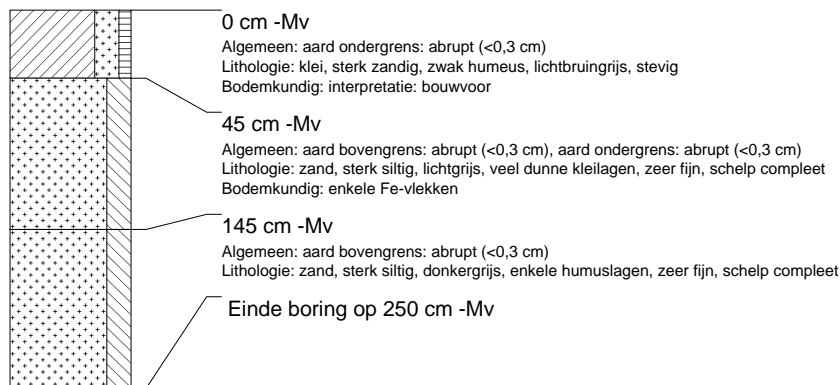 0 cm -Mv
Algemeen: aard ondergrens: abrupt (<0,3 cm)
Lithologie: klei, sterk zandig, zwak humeus, lichtbruingrijs, stevig
Bodemkundig: interpretatie: bouwvoor
45 cm -Mv
Algemeen: aard bovengrens: abrupt (<0,3 cm), aard ondergrens: abrupt (<0,3 cm)
Lithologie: zand, sterk siltig, lichtgrijs, veel dunne kleilagen, zeer fijn, schelp compleet
Bodemkundig: enkele Fe-vlekken
145 cm -Mv
Algemeen: aard bovengrens: abrupt (<0,3 cm)
Lithologie: zand, sterk siltig, donkergrijs, enkele humuslagen, zeer fijn, schelp compleet
Einde boring op 250 cm -Mv